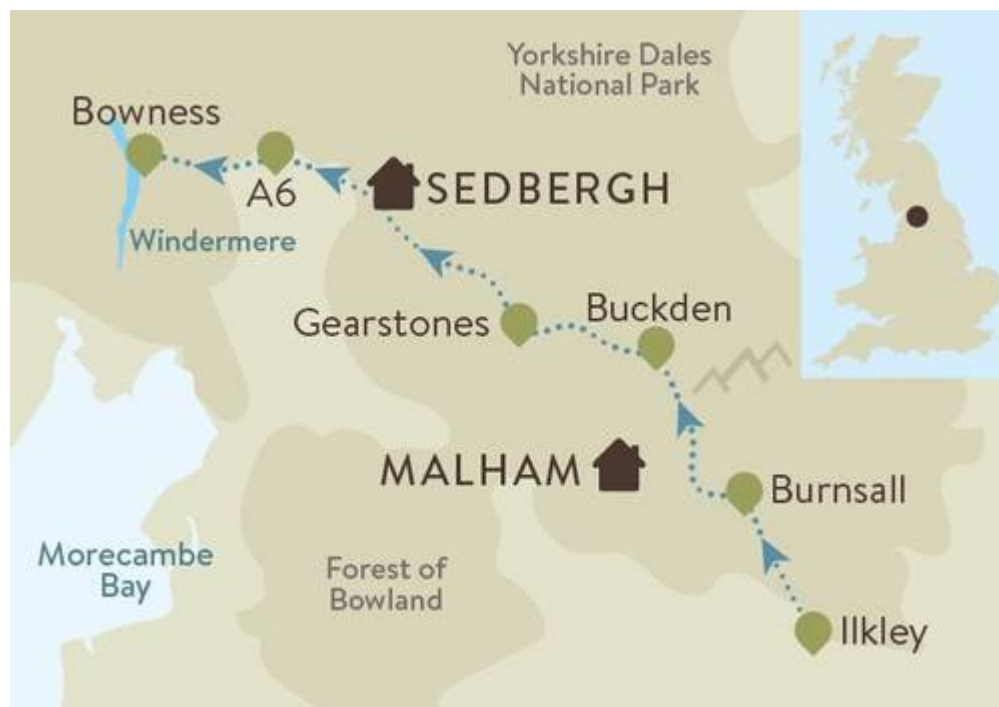 Yorkshire Dales
National Park
Bowness
A6
SEDBERGH
Windermere
Buckden
Gearstones
MALHAM
Burnsall
Morecambe
Bay
Forest of
Bowland
Ilkley